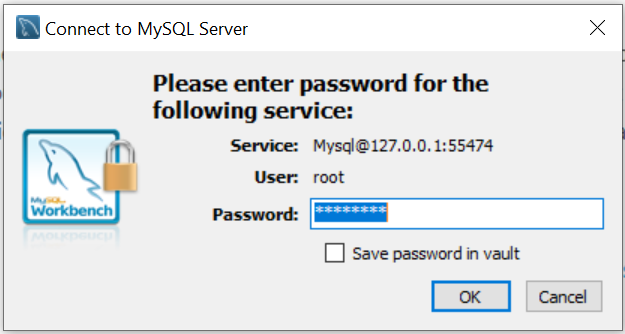 Connect to MySQL Server
Please enter password for the
following service:
Service: Mysql@127.0.0.1:55474
User: root
Password: ********
Save password in vault
OK Cancel
MySQL
Workbench